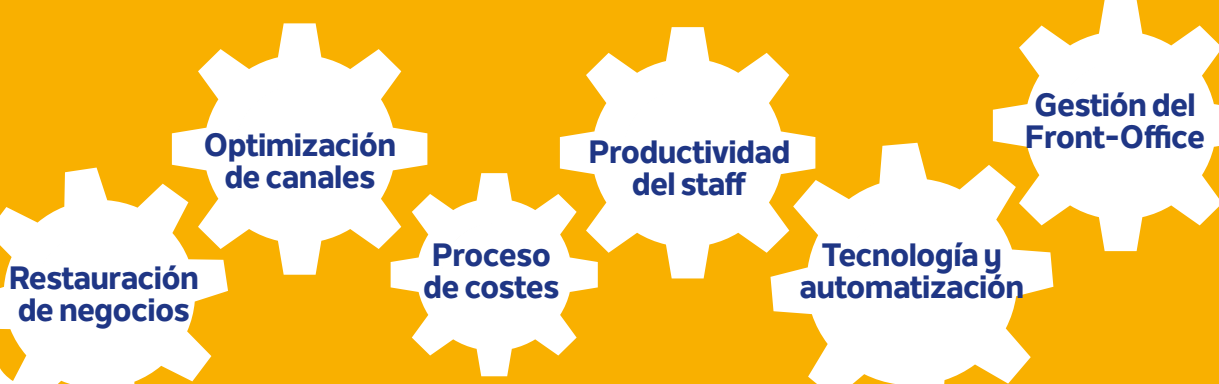 Restauración
de negocios
Optimización
de canales
Proceso
de costes
Productividad
del staff
Tecnología y
automatización
Gestión del
Front-Office